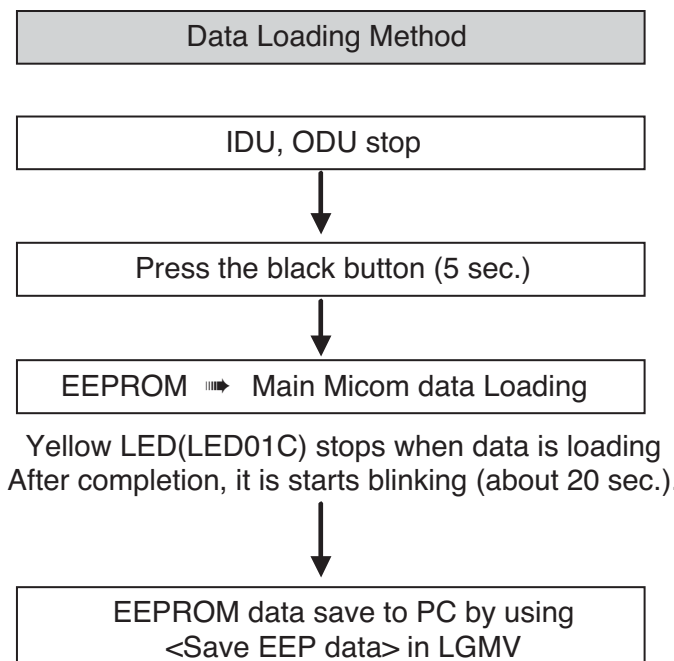 Data Loading Method
IDU, ODU stop
Press the black button (5 sec.)
EEPROM ➠ Main Micom data Loading
Yellow LED(LED01C) stops when data is loading
After completion, it is starts blinking (about 20 sec.).
EEPROM data save to PC by using
<Save EEP data> in LGMV